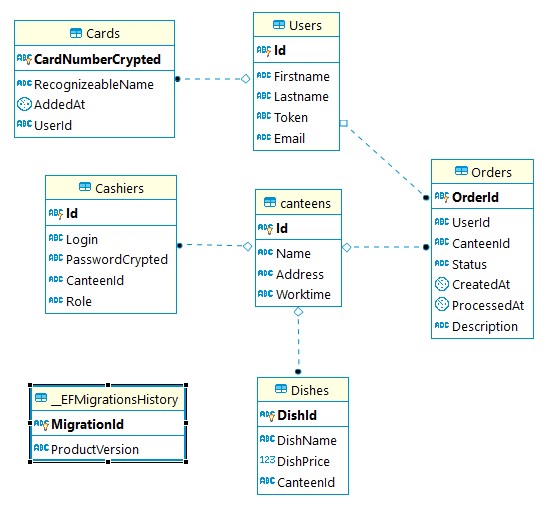 Cards
CardNumberCrypted
RecognizeableName
AddedAt
UserId
Users
Id
Firstname
Lastname
Token
Email
Cashiers
Id
Login
PasswordCrypted
CanteenId
Role
canteens
Id
Name
Address
Worktime
Orders
OrderId
UserId
CanteenId
Status
CreatedAt
ProcessedAt
Description
__EFMigrationsHistory
MigrationId
ProductVersion
Dishes
DishId
DishName
123 DishPrice
CanteenId